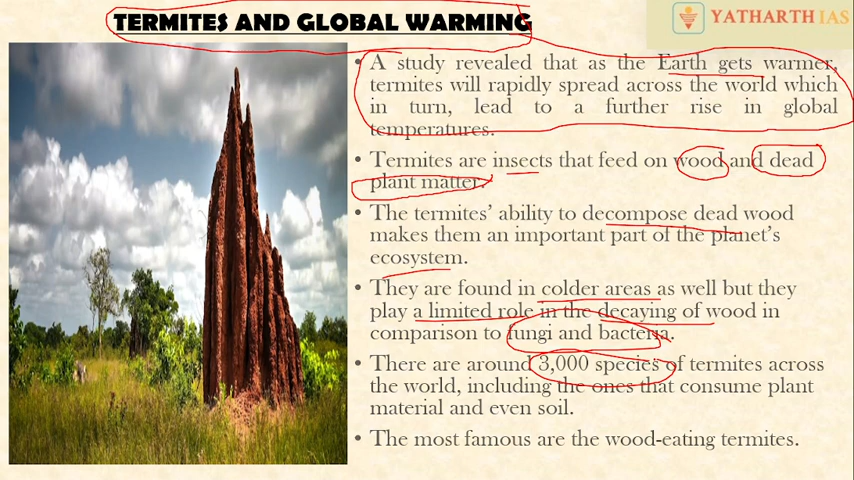 TERMITES AND GLOBAL WARMING
YATHARTH IAS
• A study revealed that as the Earth gets warmer,
termites will rapidly spread across the world which
in turn, lead to a further rise in global
temperatures.
• Termites are insects that feed on wood and dead
plant matter.
• The termites’ ability to decompose dead wood
makes them an important part of the planet’s
ecosystem.
• They are found in colder areas as well but they
play a limited role in the decaying of wood in
comparison to fungi and bacteria.
• There are around 3,000 species of termites across
the world, including the ones that consume plant
material and even soil.
• The most famous are the wood-eating termites.